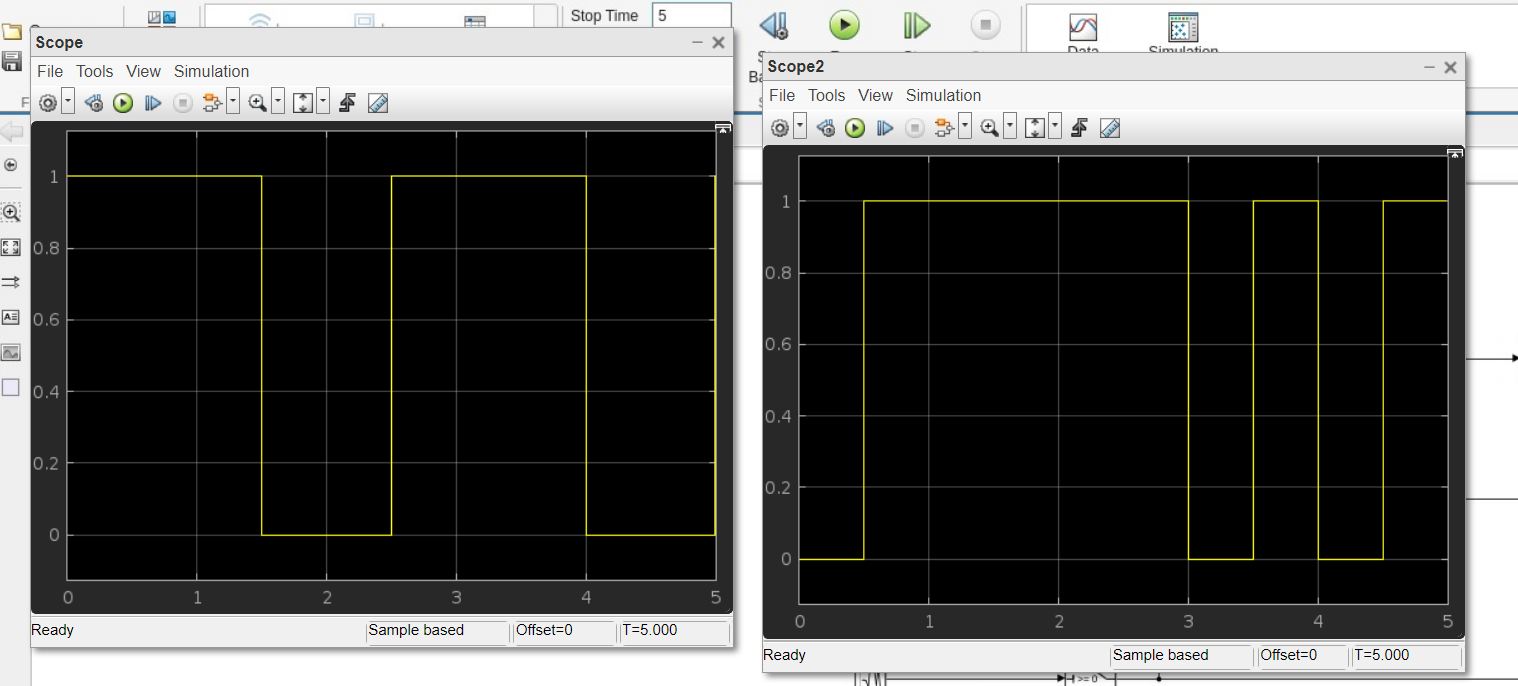 Stop Time 5
Scope
File Tools View Simulation
1
0.8
0.6
0.4
0.2
0
0 1 2 3 4 5
Ready Sample based Offset=0 T=5.000
Data
Simulation
Ba
Scope2
File Tools View Simulation
1
0.8
0.6
0.4
0.2
0
0 1 2 3 4 5
Ready Sample based Offset=0 T=5.000
>= 0